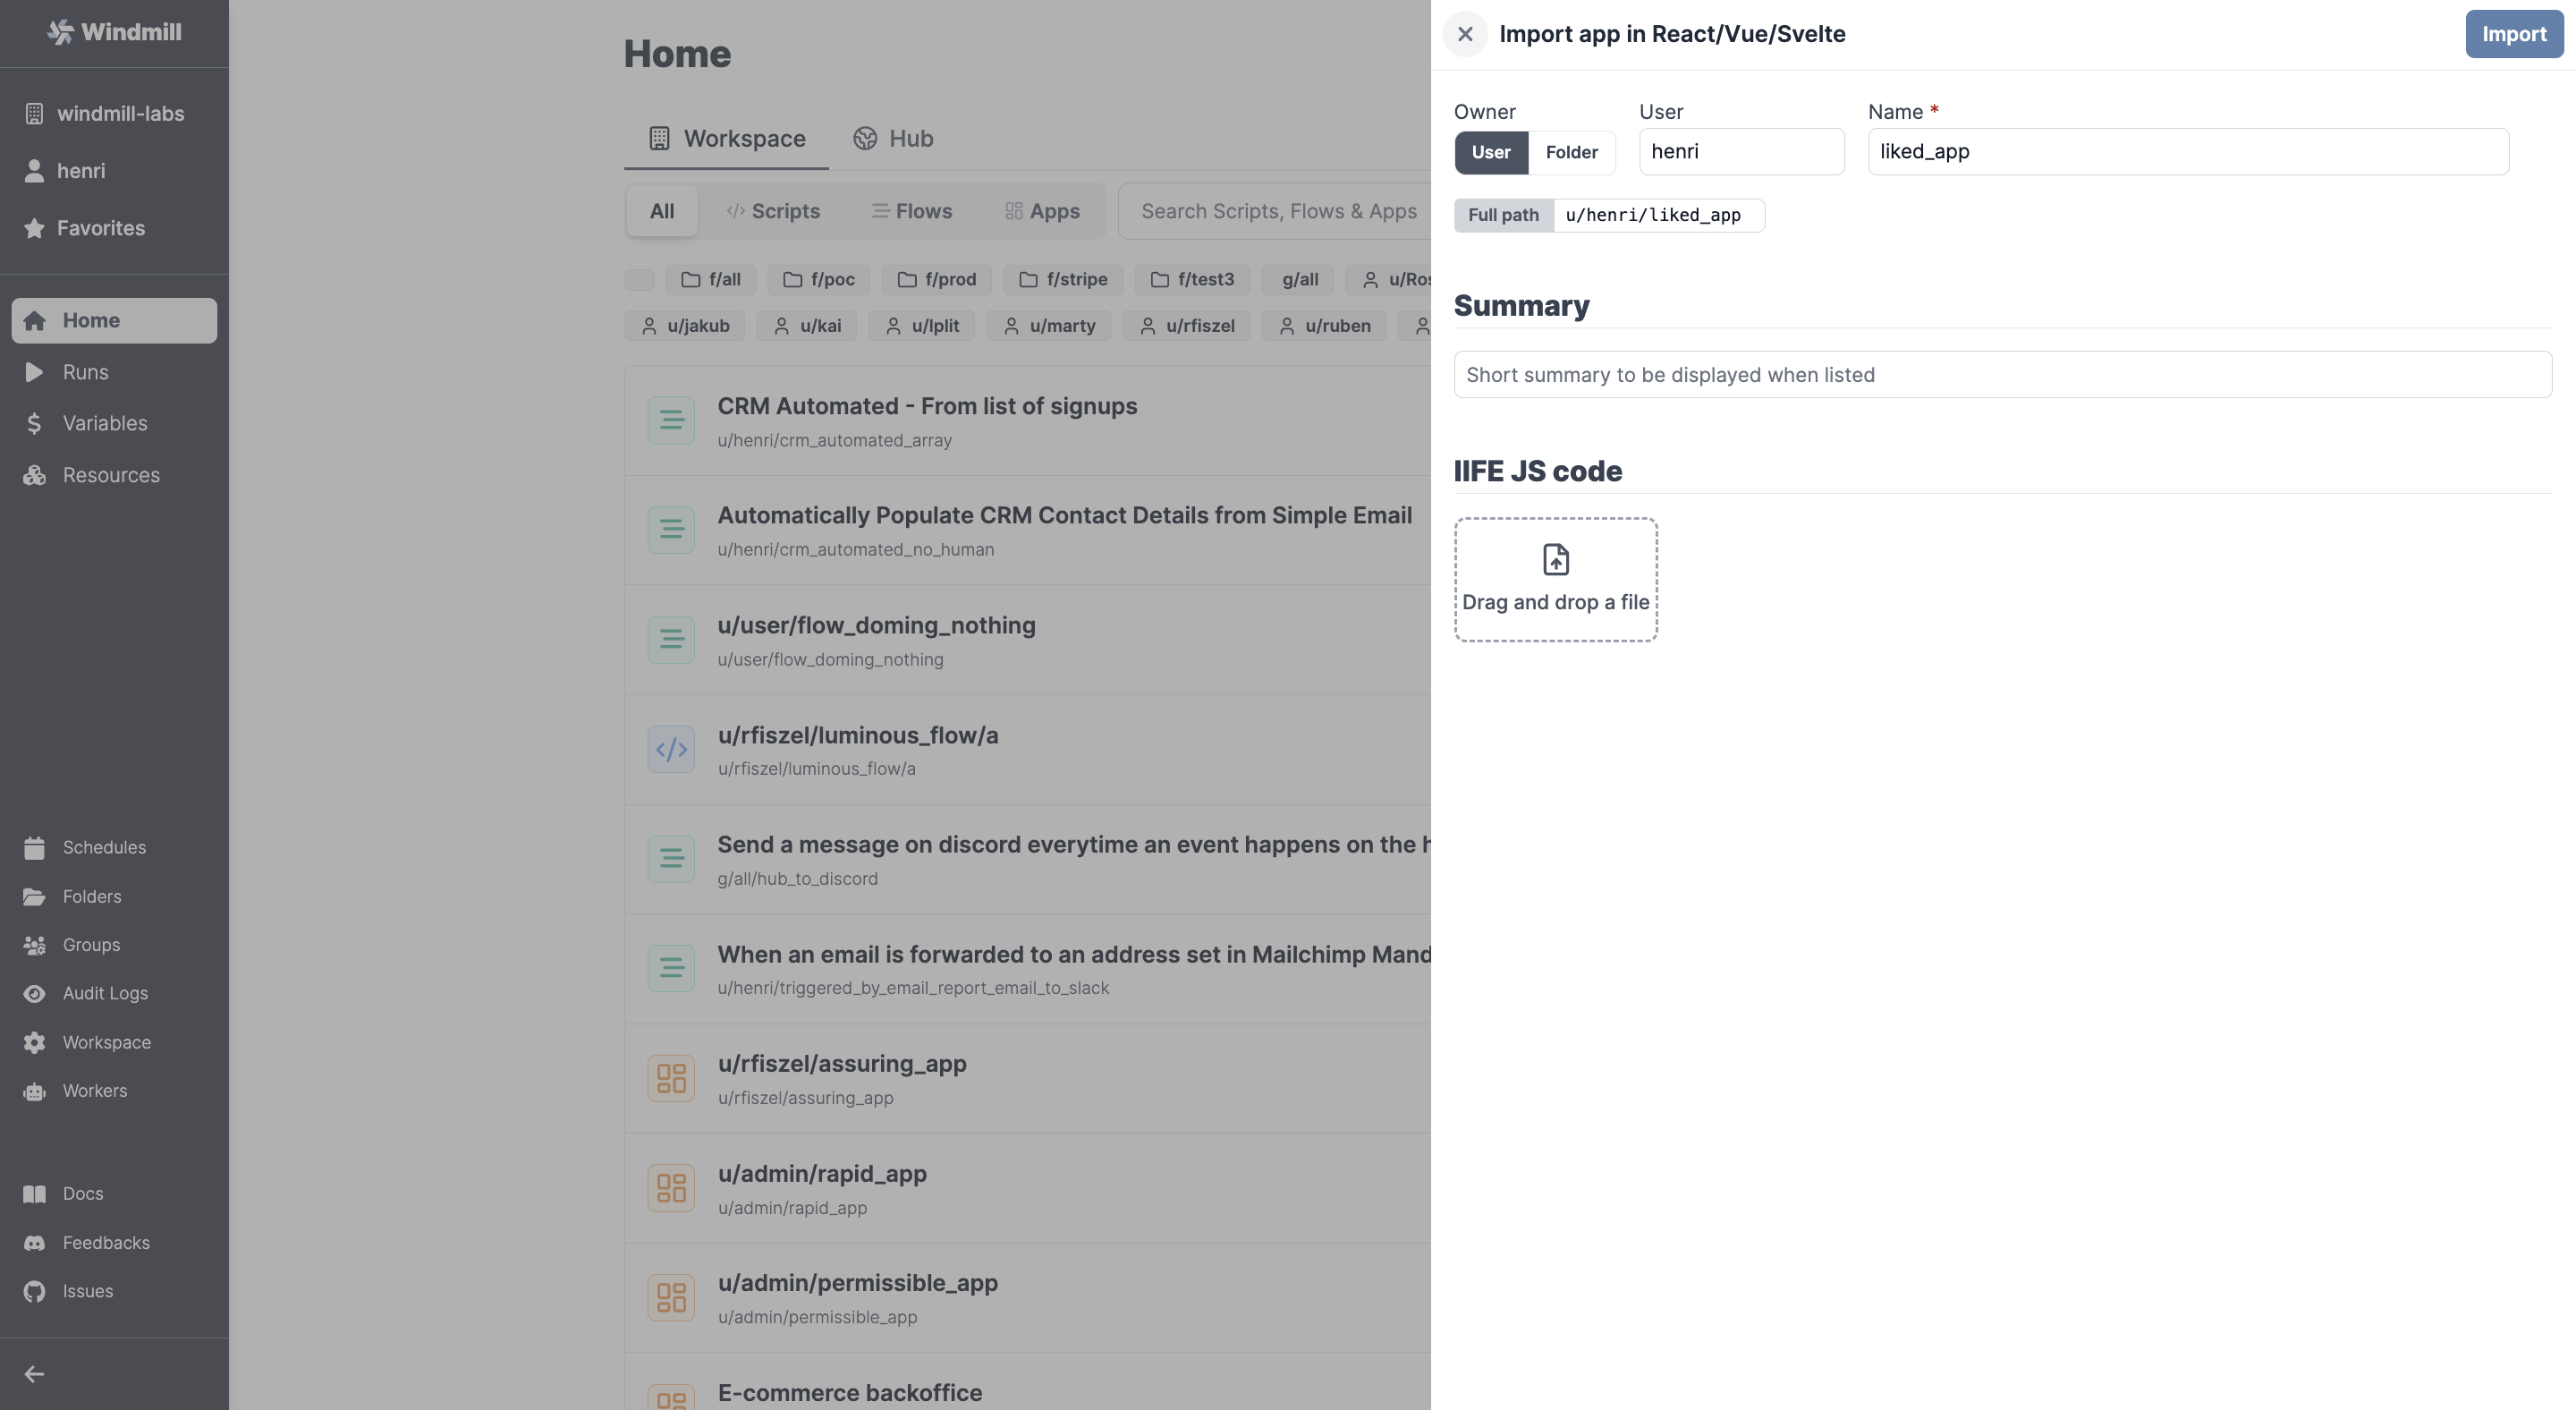 Windmill
windmill-labs
henri
Favorites
Home
Runs
Variables
Resources
Schedules
Folders
Groups
Audit Logs
Workspace
Workers
Docs
Feedbacks
Issues
Home
Workspace
Hub
All
Scripts
Flows
Apps
Search Scripts, Flows & Apps
f/all
f/poc
f/prod
f/stripe
f/test3
g/all
u/jakub
u/kai
u/lplit
u/marty
u/rfiszel
u/ruben
CRM Automated - From list of signups
u/henri/crm_automated_array
Automatically Populate CRM Contact Details from Simple Email
u/henri/crm_automated_no_human
u/user/flow_doming_nothing
u/user/flow_doming_nothing
u/rfiszel/luminous_flow/a
u/rfiszel/luminous_flow/a
Send a message on discord everytime an event happens on the
g/all/hub_to_discord
When an email is forwarded to an address set in Mailchimp
u/henri/triggered_by_email_report_email_to_slack
u/rfiszel/assuring_app
u/rfiszel/assuring_app
u/admin/rapid_app
u/admin/rapid_app
u/admin/permissible_app
u/admin/permissible_app
E-commerce backoffice
Import app in React/Vue/Svelte
Import
Owner
User
Name *
User
Folder
henri
liked_app
Full path
u/henri/liked_app
Summary
Short summary to be displayed when listed
IIFE JS code
Drag and drop a file